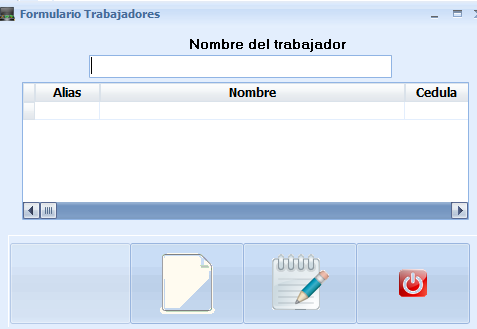 Formulario Trabajadores
Nombre del trabajador
Alias Nombre Cedula